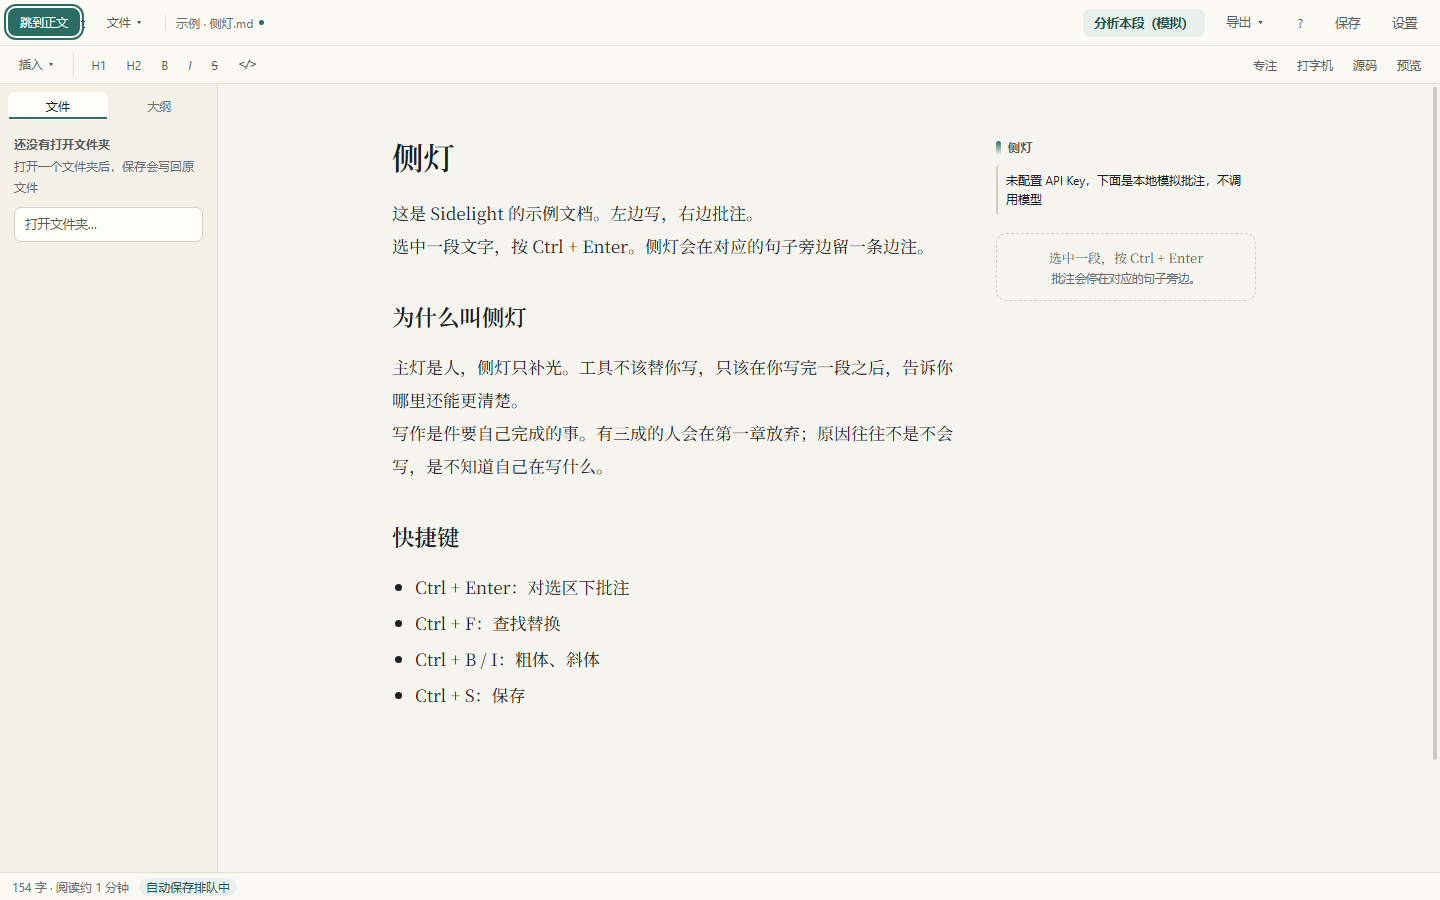 跳到正文 文件 示例 · 侧灯.md 分析本段（模拟） 导出 ? 保存 设置
插入 H1 H2 B I S </> 专注 打字机 源码 预览
文件 大纲
还没有打开文件夹
打开一个文件夹后，保存会写回原
文件
打开文件夹...
侧灯
这是 Sidelight 的示例文档。左边写，右边批注。
选中一段文字，按 Ctrl + Enter。侧灯会在对应的句子旁边留一条边注。
为什么叫侧灯
主灯是人，侧灯只补光。工具不该替你写，只该在你写完一段之后，告诉你
哪里还能更清楚。
写作是件要自己完成的事。有三成的人会在第一章放弃；原因往往不是不会
写，是不知道自己在写什么。
快捷键
Ctrl + Enter：对选区下批注
Ctrl + F：查找替换
Ctrl + B / I：粗体、斜体
Ctrl + S：保存
侧灯
未配置 API Key，下面是本地模拟批注，不调
用模型
选中一段，按 Ctrl + Enter
批注会停在对应的句子旁边。
154 字 · 阅读约 1 分钟 自动保存排队中